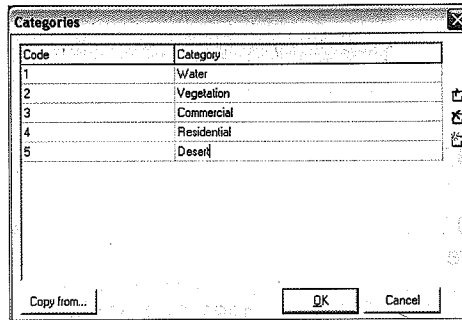 Categories
Code Category
1 Water
2 Vegetation
3 Commercial
4 Residential
5 Desert
Copy from... OK Cancel